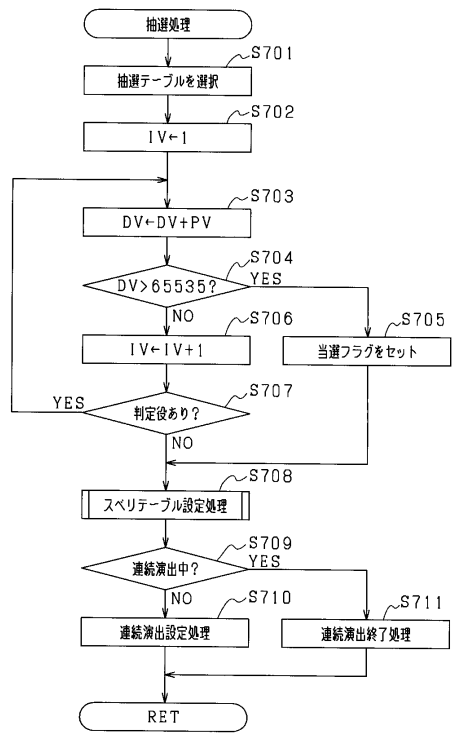 抽選処理
S701
抽選テーブルを選択
S702
IV←1
S703
DV←DV+PV
S704
DV>65535?
YES
NO
S705
当選フラグをセット
S706
IV←IV+1
S707
判定役あり?
YES
NO
S708
スベリテーブル設定処理
S709
連続演出中?
YES
NO
S710
連続演出設定処理
S711
連続演出終了処理
RET